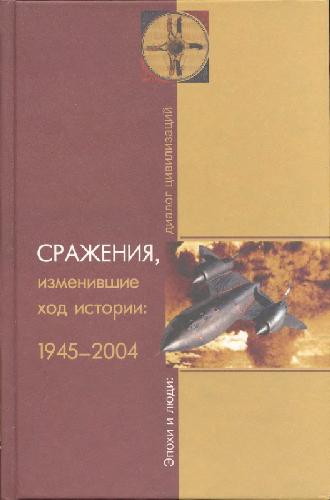 СРАЖЕНИЯ,
изменившие
ход истории:
1945–2004
Эпохи и люди:
диалог цивилизаций